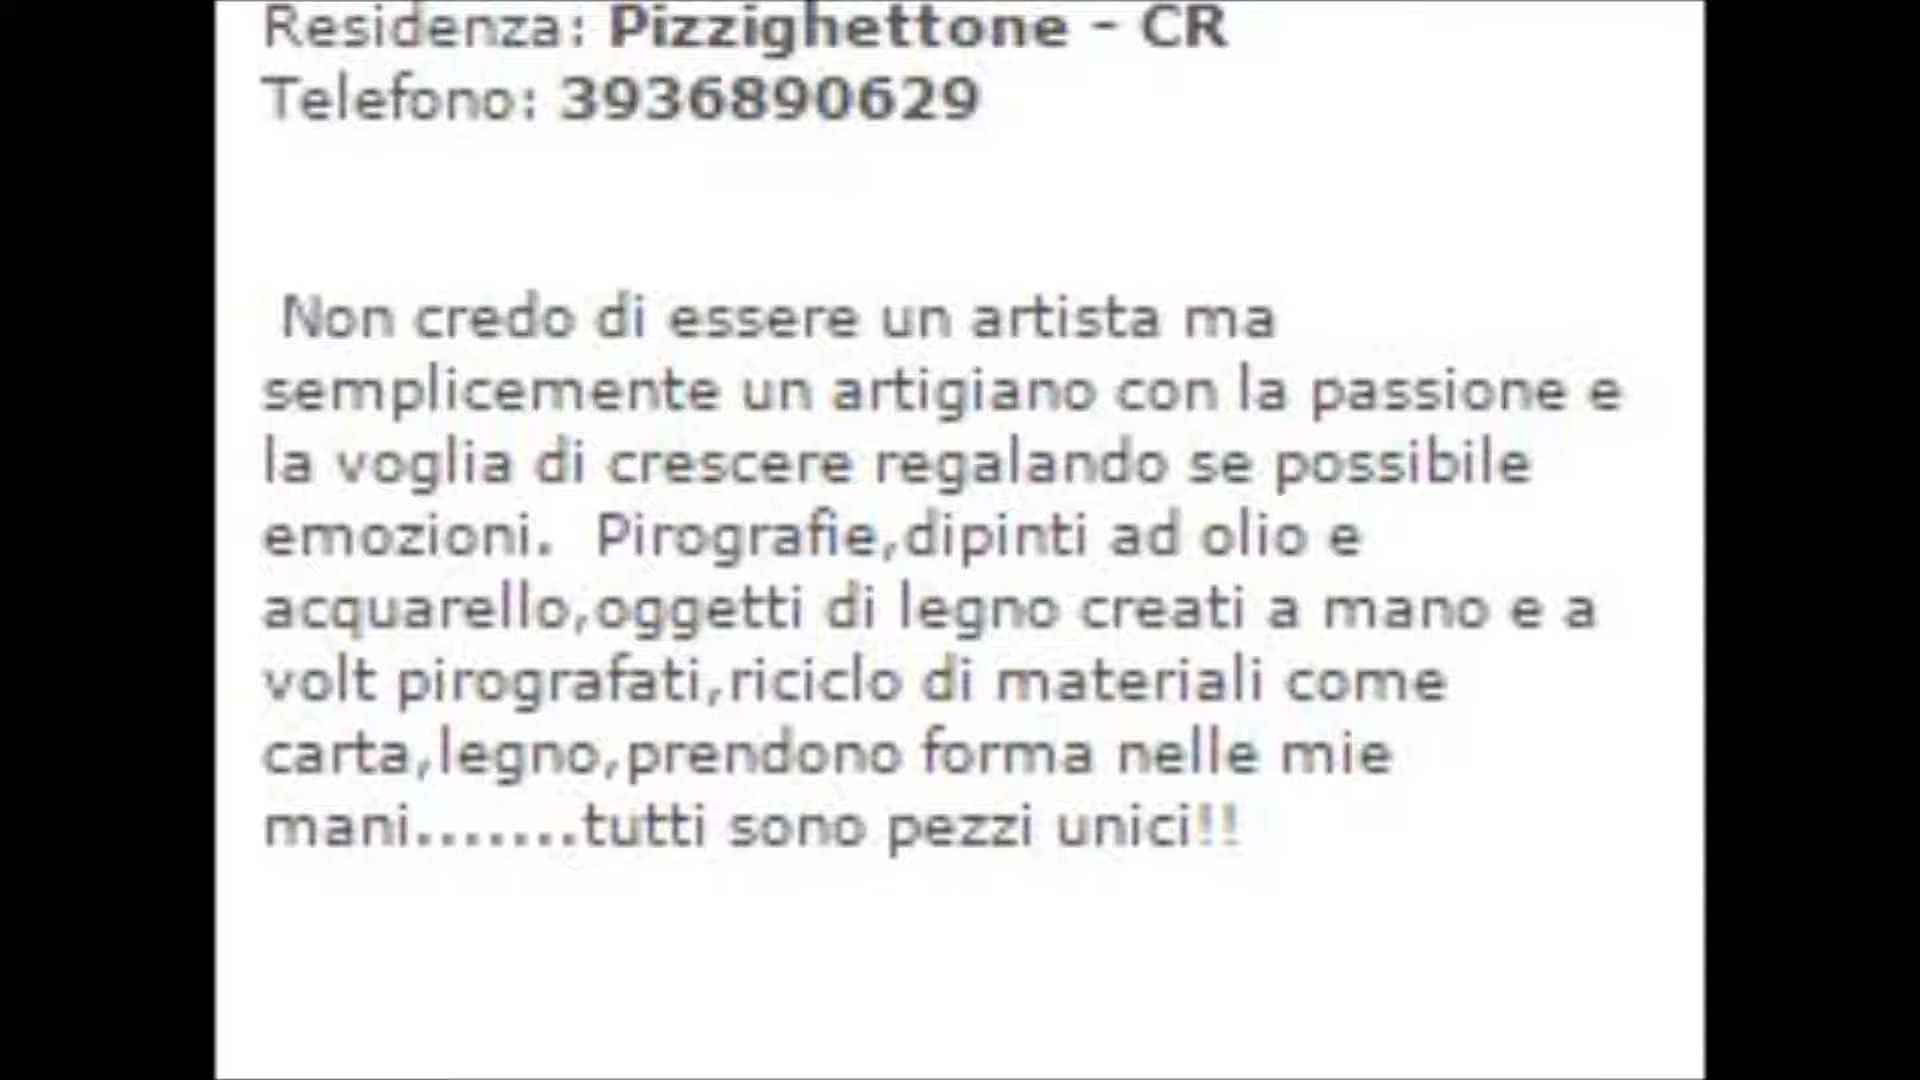 Residenza: Pizzighettone - CR
Telefono: 3936890629
Non credo di essere un artista ma
semplicemente un artigiano con la passione e
la voglia di crescere regalando se possibile
emozioni.  Pirografie,dipinti ad olio e
acquarello,oggetti di legno creati a mano e a
volt pirografati,riciclo di materiali come
carta,legno,prendono forma nelle mie
mani.......tutti sono pezzi unici!!